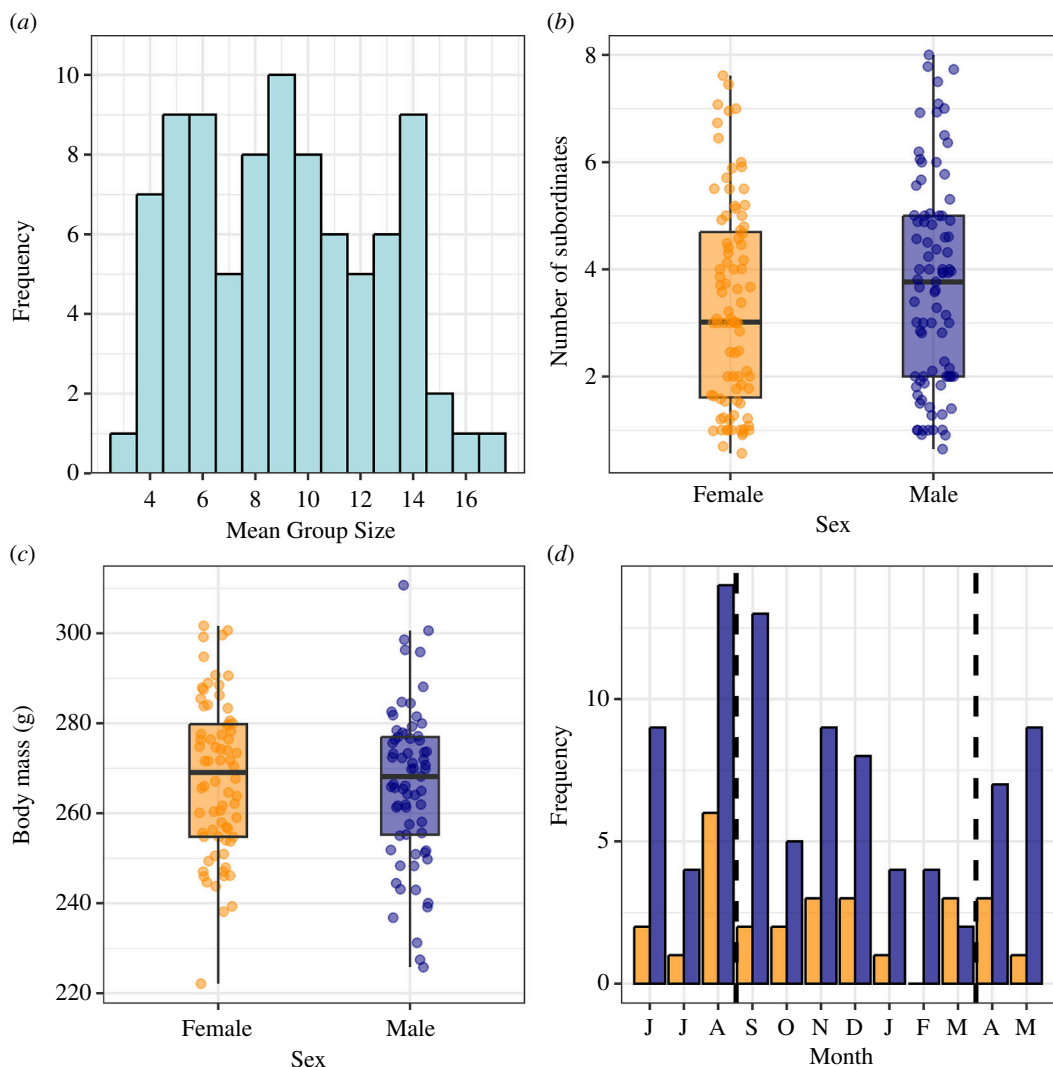 (a)
10
8
6
4
2
0
Frequency
4 6 8 10 12 14 16
Mean Group Size
(b)
8
6
4
2
Number of subordinates
Female Male
Sex
(c)
300
280
260
240
220
Body mass (g)
Female Male
Sex
(d)
10
5
0
Frequency
J J A S O N D J F M A M
Month